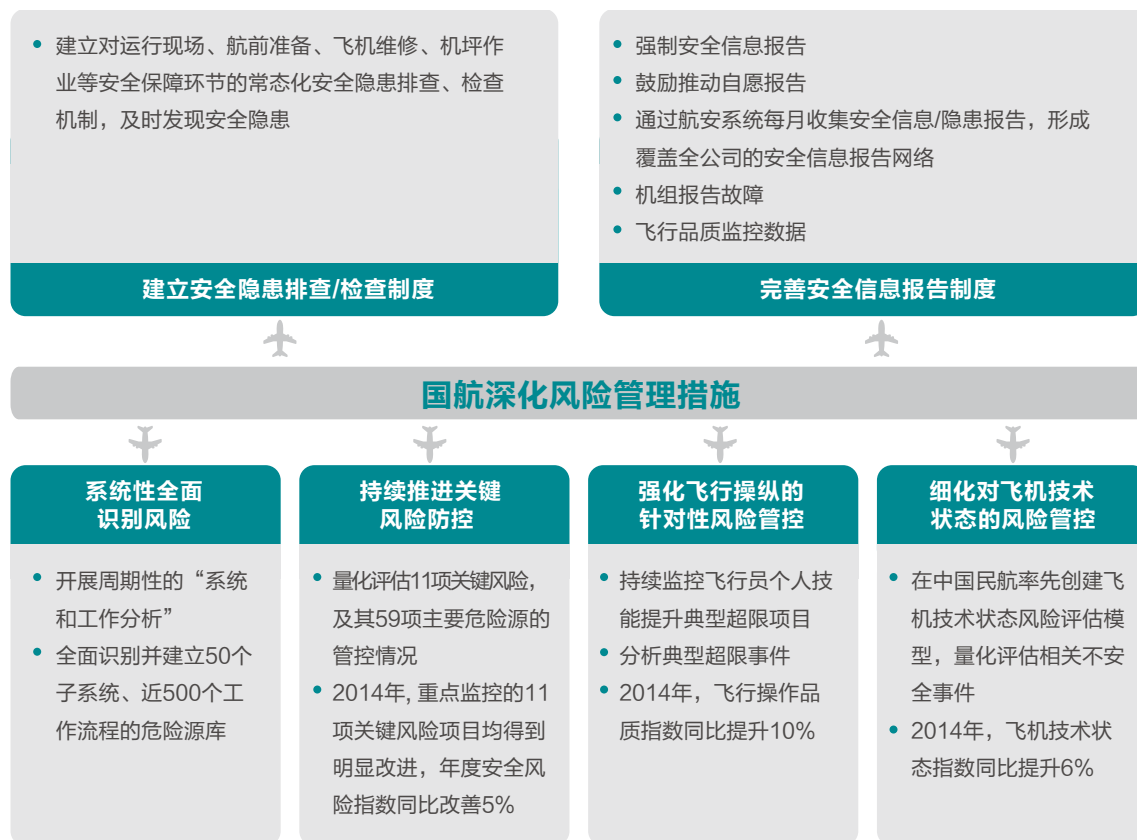 建立对运行现场、航前准备、飞机维修、机坪作
业等安全保障环节的常态化安全隐患排查、检查
机制，及时发现安全隐患
建立安全隐患排查/检查制度
强制安全信息报告
鼓励推动自愿报告
通过航安系统每月收集安全信息/隐患报告，形成
覆盖全公司的安全信息报告网络
机组报告故障
飞行品质监控数据
完善安全信息报告制度
国航深化风险管理措施
系统性全面
识别风险
开展周期性的“系统
和工作分析”
全面识别并建立50个
子系统、近500个工
作流程的危险源库
持续推进关键
风险防控
量化评估11项关键风险，
及其59项主要危险源的
管控情况
2014年, 重点监控的11
项关键风险项目均得到
明显改进，年度安全风
险指数同比改善5%
强化飞行操纵的
针对性风险管控
持续监控飞行员个人技
能提升典型超限项目
分析典型超限事件
2014年，飞行操作品
质指数同比提升10%
细化对飞机技术
状态的风险管控
在中国民航率先创建飞
机技术状态风险评估模
型，量化评估相关不安
全事件
2014年，飞机技术状
态指数同比提升6%